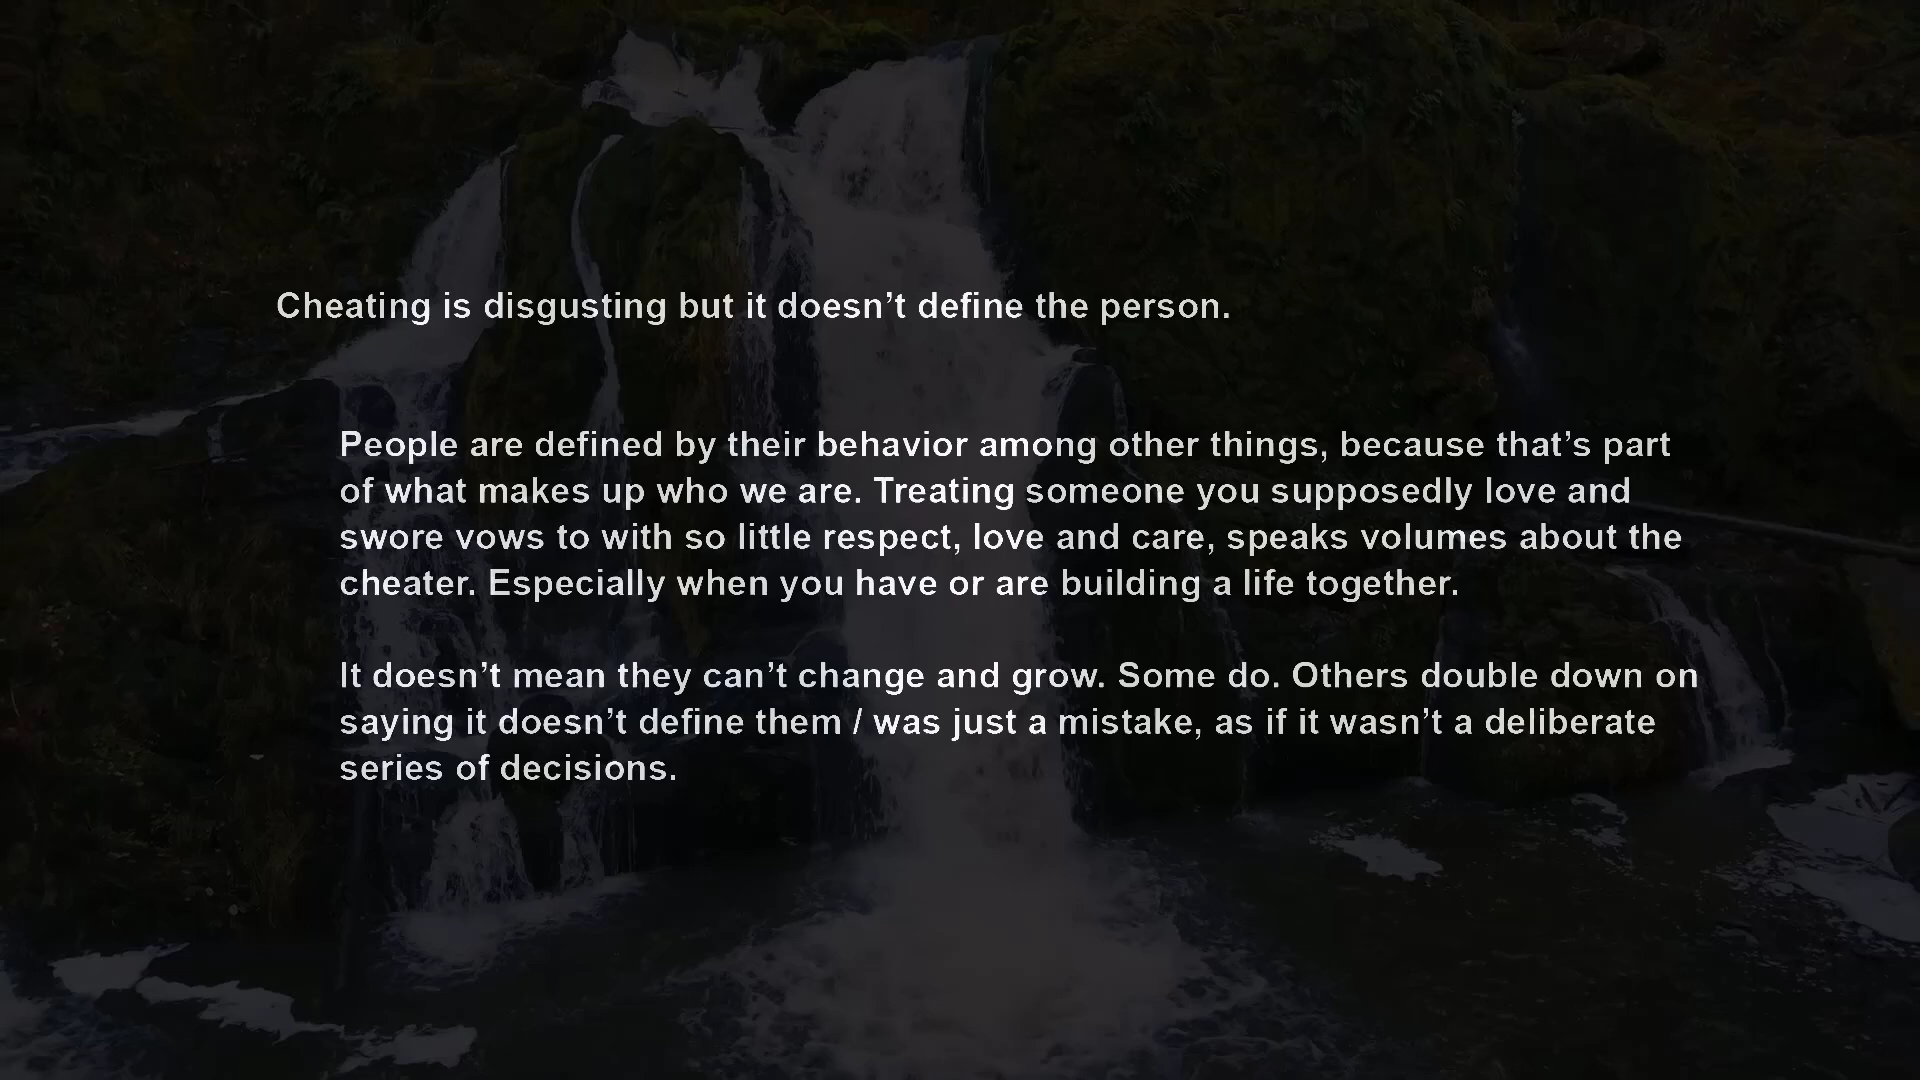 Cheating is disgusting but it doesn’t define the person.
People are defined by their behavior among other things, because that’s part
of what makes up who we are. Treating someone you supposedly love and
swore vows to with so little respect, love and care, speaks volumes about the
cheater. Especially when you have or are building a life together.
It doesn’t mean they can’t change and grow. Some do. Others double down on
saying it doesn’t define them / was just a mistake, as if it wasn’t a deliberate
series of decisions.